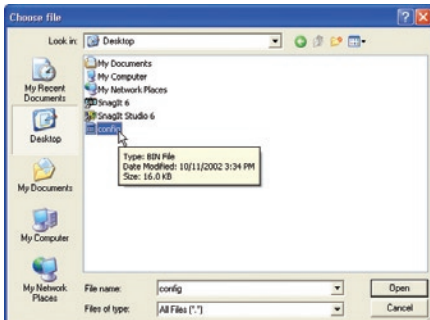 Choose file
Look in:
Desktop
My Recent
Documents
Desktop
My Documents
My Computer
My Network
Places
My Documents
My Computer
My Network Places
SnagIt 6
SnagIt Studio 6
config
Type: BIN File
Date Modified: 10/11/2002 3:34 PM
Size: 16.0 KB
File name:
config
Open
Files of type:
All Files (*.*)
Cancel